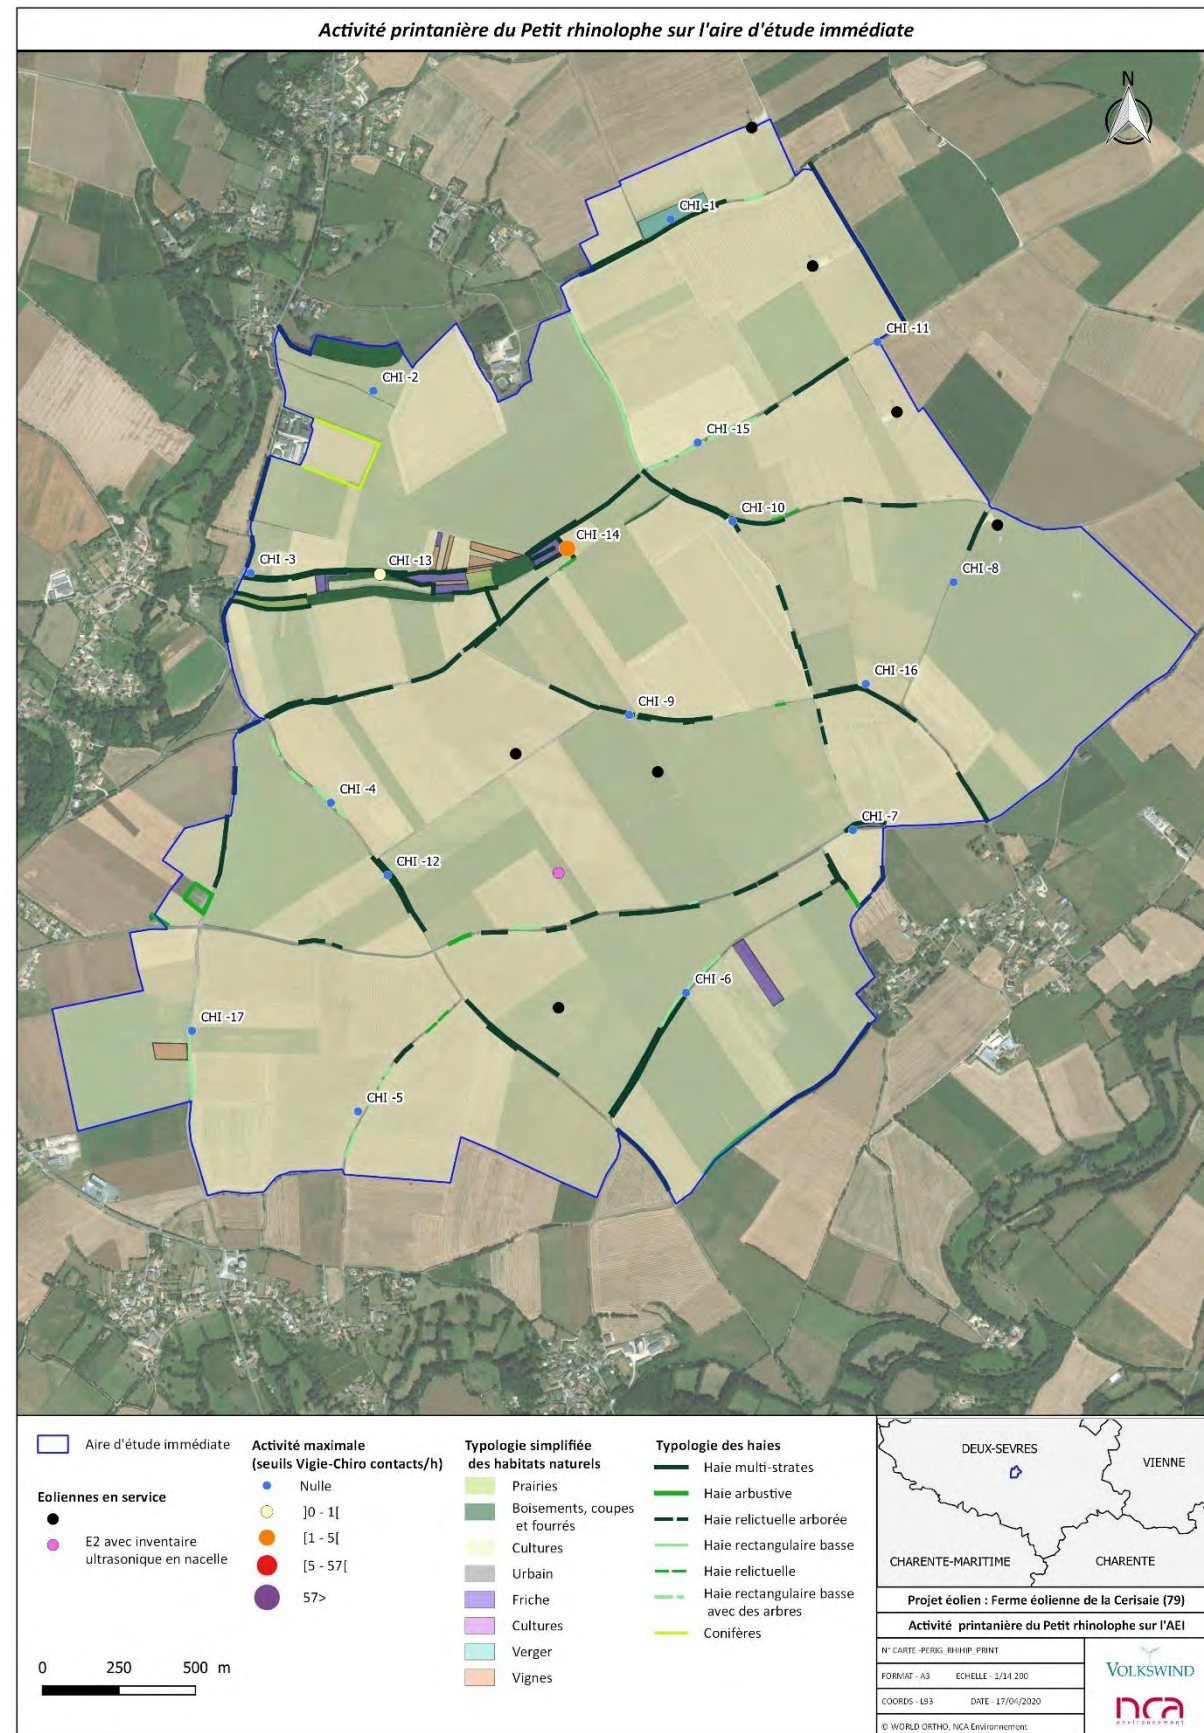 Activité printanière du Petit rhinolophe sur l'aire d'étude immédiate
N
CHI -1
CHI -11
CHI -2
CHI -15
CHI -10
CHI -14
CHI -3
CHI -13
CHI -8
CHI -16
CHI -9
CHI -4
CHI -7
CHI -12
CHI -6
CHI -17
CHI -5
Aire d'étude immédiate
Eoliennes en service
E2 avec inventaire
ultrasonique en nacelle
0 250 500 m
Activité maximale
(seuils Vigie-Chiro contacts/h)
Nulle
]0 - 1[
[1 - 5[
[5 - 57[
57>
Typologie simplifiée
des habitats naturels
Prairies
Boisements, coupes
et fourrés
Cultures
Urbain
Friche
Cultures
Verger
Vignes
Typologie des haies
Haie multi-strates
Haie arbustive
Haie relictuelle arborée
Haie rectangulaire basse
Haie relictuelle
Haie rectangulaire basse
avec des arbres
Conifères
DEUX-SEVRES
VIENNE
CHARENTE-MARITIME
CHARENTE
Projet éolien : Ferme éolienne de la Cerisaie (79)
Activité printanière du Petit rhinolophe sur l'AEI
N° CARTE -PERIG_RHIHIP_PRINT
FORMAT - A3 ECHELLE - 1/14 200
COORDS - L93 DATE - 17/04/2020
© WORLD ORTHO, NCA Environnement
VOLKSWIND
nca
environnement